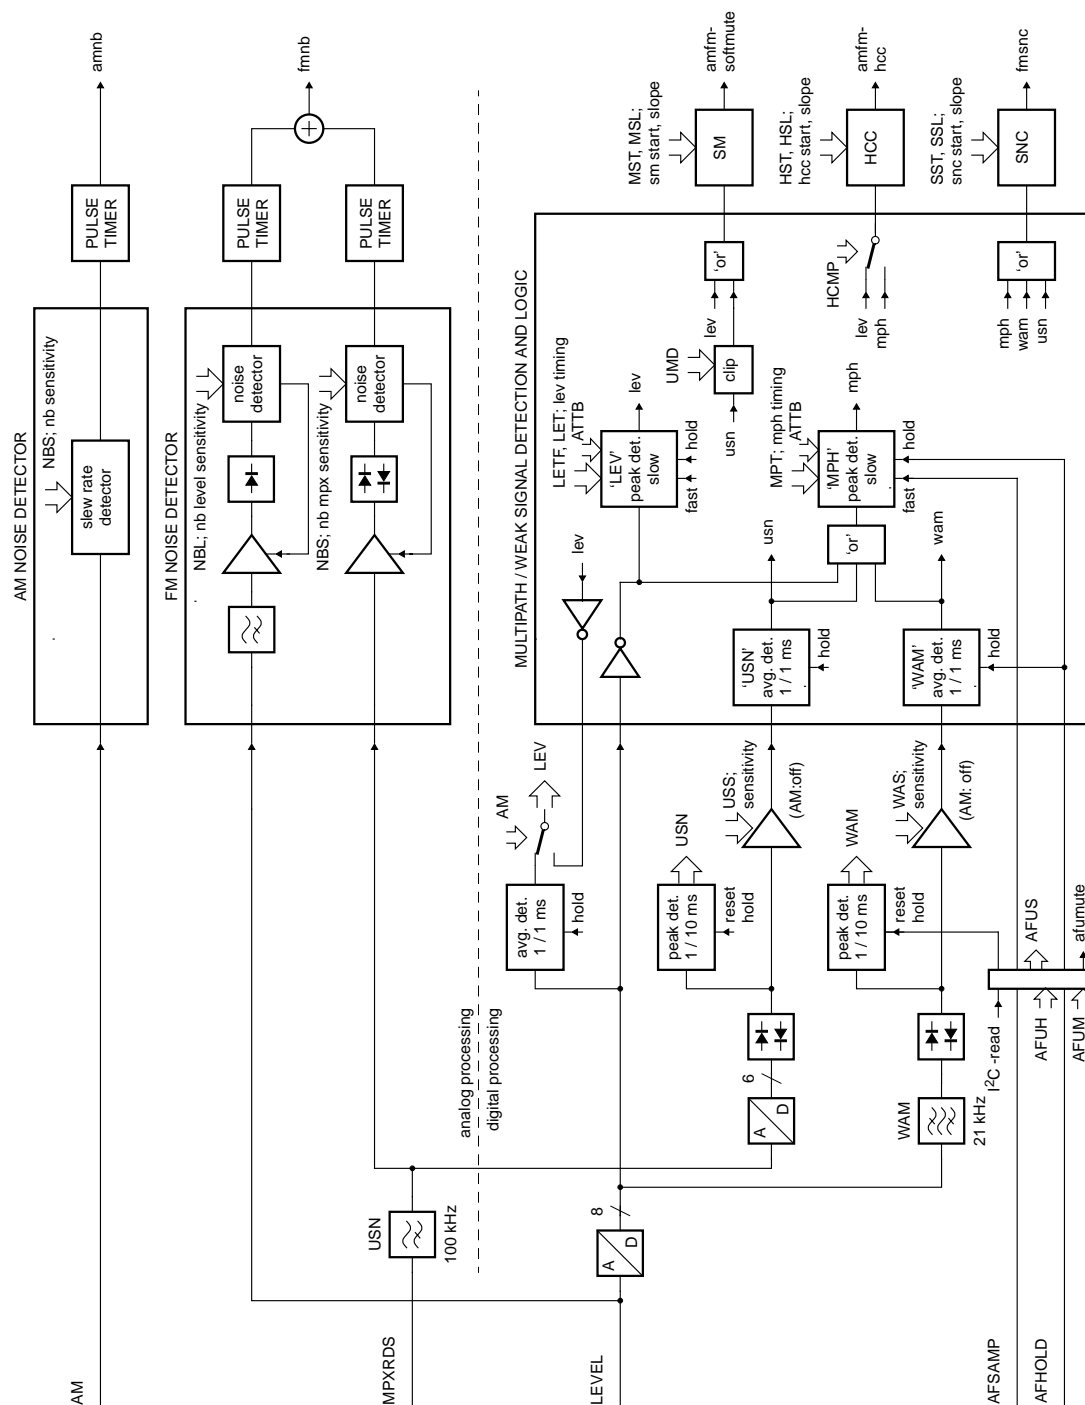 AM NOISE DETECTOR
NBS; nb sensitivity
slew rate
detector
PULSE
TIMER
amnb
AM
FM NOISE DETECTOR
NBL; nb level sensitivity
noise
detector
PULSE
TIMER
NBS; nb mpx sensitivity
noise
detector
PULSE
TIMER
fmnb
MPXRDS
USN
100 kHz
analog processing
digital processing
LEVEL
A
D
8
avg. det.
1 / 1 ms
hold
AM
LEV
MULTIPATH / WEAK SIGNAL DETECTION AND LOGIC
lev
LETF, LET; lev timing
ATTB
'LEV'
peak det.
slow
fast
hold
lev
UMD
clip
usn
lev
'or'
MST, MSL;
sm start, slope
SM
amfm-
softmute
A
D
6
peak det.
1 / 10 ms
reset
hold
USN
USS;
sensitivity
(AM:off)
'USN'
avg. det.
1 / 1 ms
hold
usn
'or'
MPT; mph timing
ATTB
'MPH'
peak det.
slow
fast
hold
mph
HCMP
lev
mph
HST, HSL;
hcc start, slope
HCC
amfm-
hcc
WAM
21 kHz
peak det.
1 / 10 ms
reset
hold
WAM
WAS;
sensitivity
(AM: off)
'WAM'
avg. det.
1 / 1 ms
hold
wam
mph
wam
usn
'or'
SST, SSL;
snc start, slope
SNC
fmsnc
I2C -read
AFSAMP
AFUH
AFUS
AFHOLD
AFUM
afumute